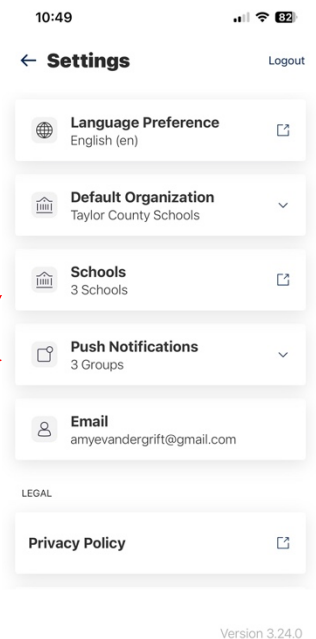 10:49
82
Settings
Logout
Language Preference
English (en)
Default Organization
Taylor County Schools
Schools
3 Schools
Push Notifications
3 Groups
Email
amyevandergrift@gmail.com
LEGAL
Privacy Policy
Version 3.24.0